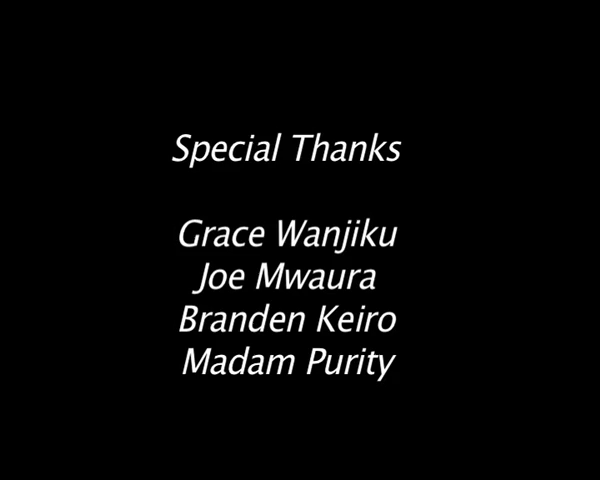 Special Thanks
Grace Wanjiku
Joe Mwaura
Branden Keiro
Madam Purity